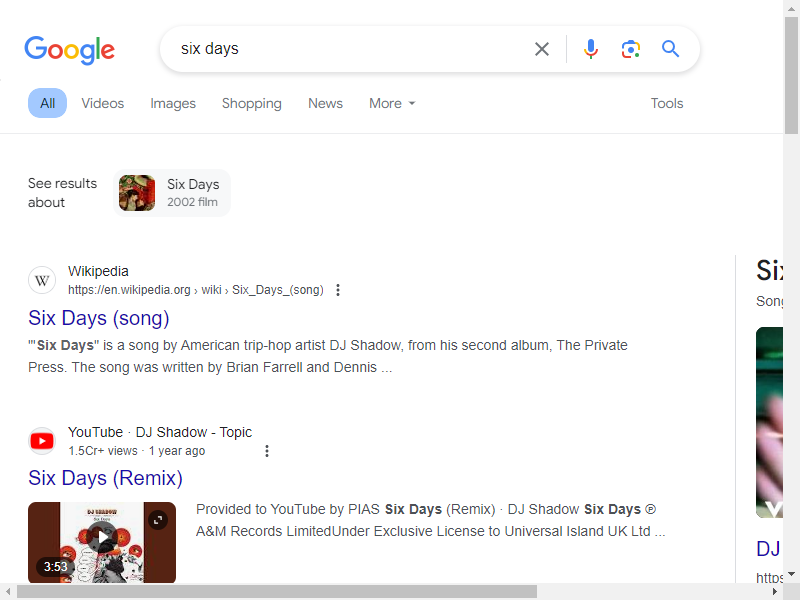 Google
six days
All
Videos
Images
Shopping
News
More
Tools
See results about
Six Days
2002 film
W
Wikipedia
https://en.wikipedia.org › wiki › Six_Days_(song)
Six Days (song)
"'Six Days" is a song by American trip-hop artist DJ Shadow, from his second album, The Private
Press. The song was written by Brian Farrell and Dennis ...
YouTube · DJ Shadow - Topic
1.5Cr+ views · 1 year ago
Six Days (Remix)
DJ SHADOW
3:53
Provided to YouTube by PIAS Six Days (Remix) · DJ Shadow Six Days ℗
A&M Records LimitedUnder Exclusive License to Universal Island UK Ltd ...
Six
Song
DJ
https